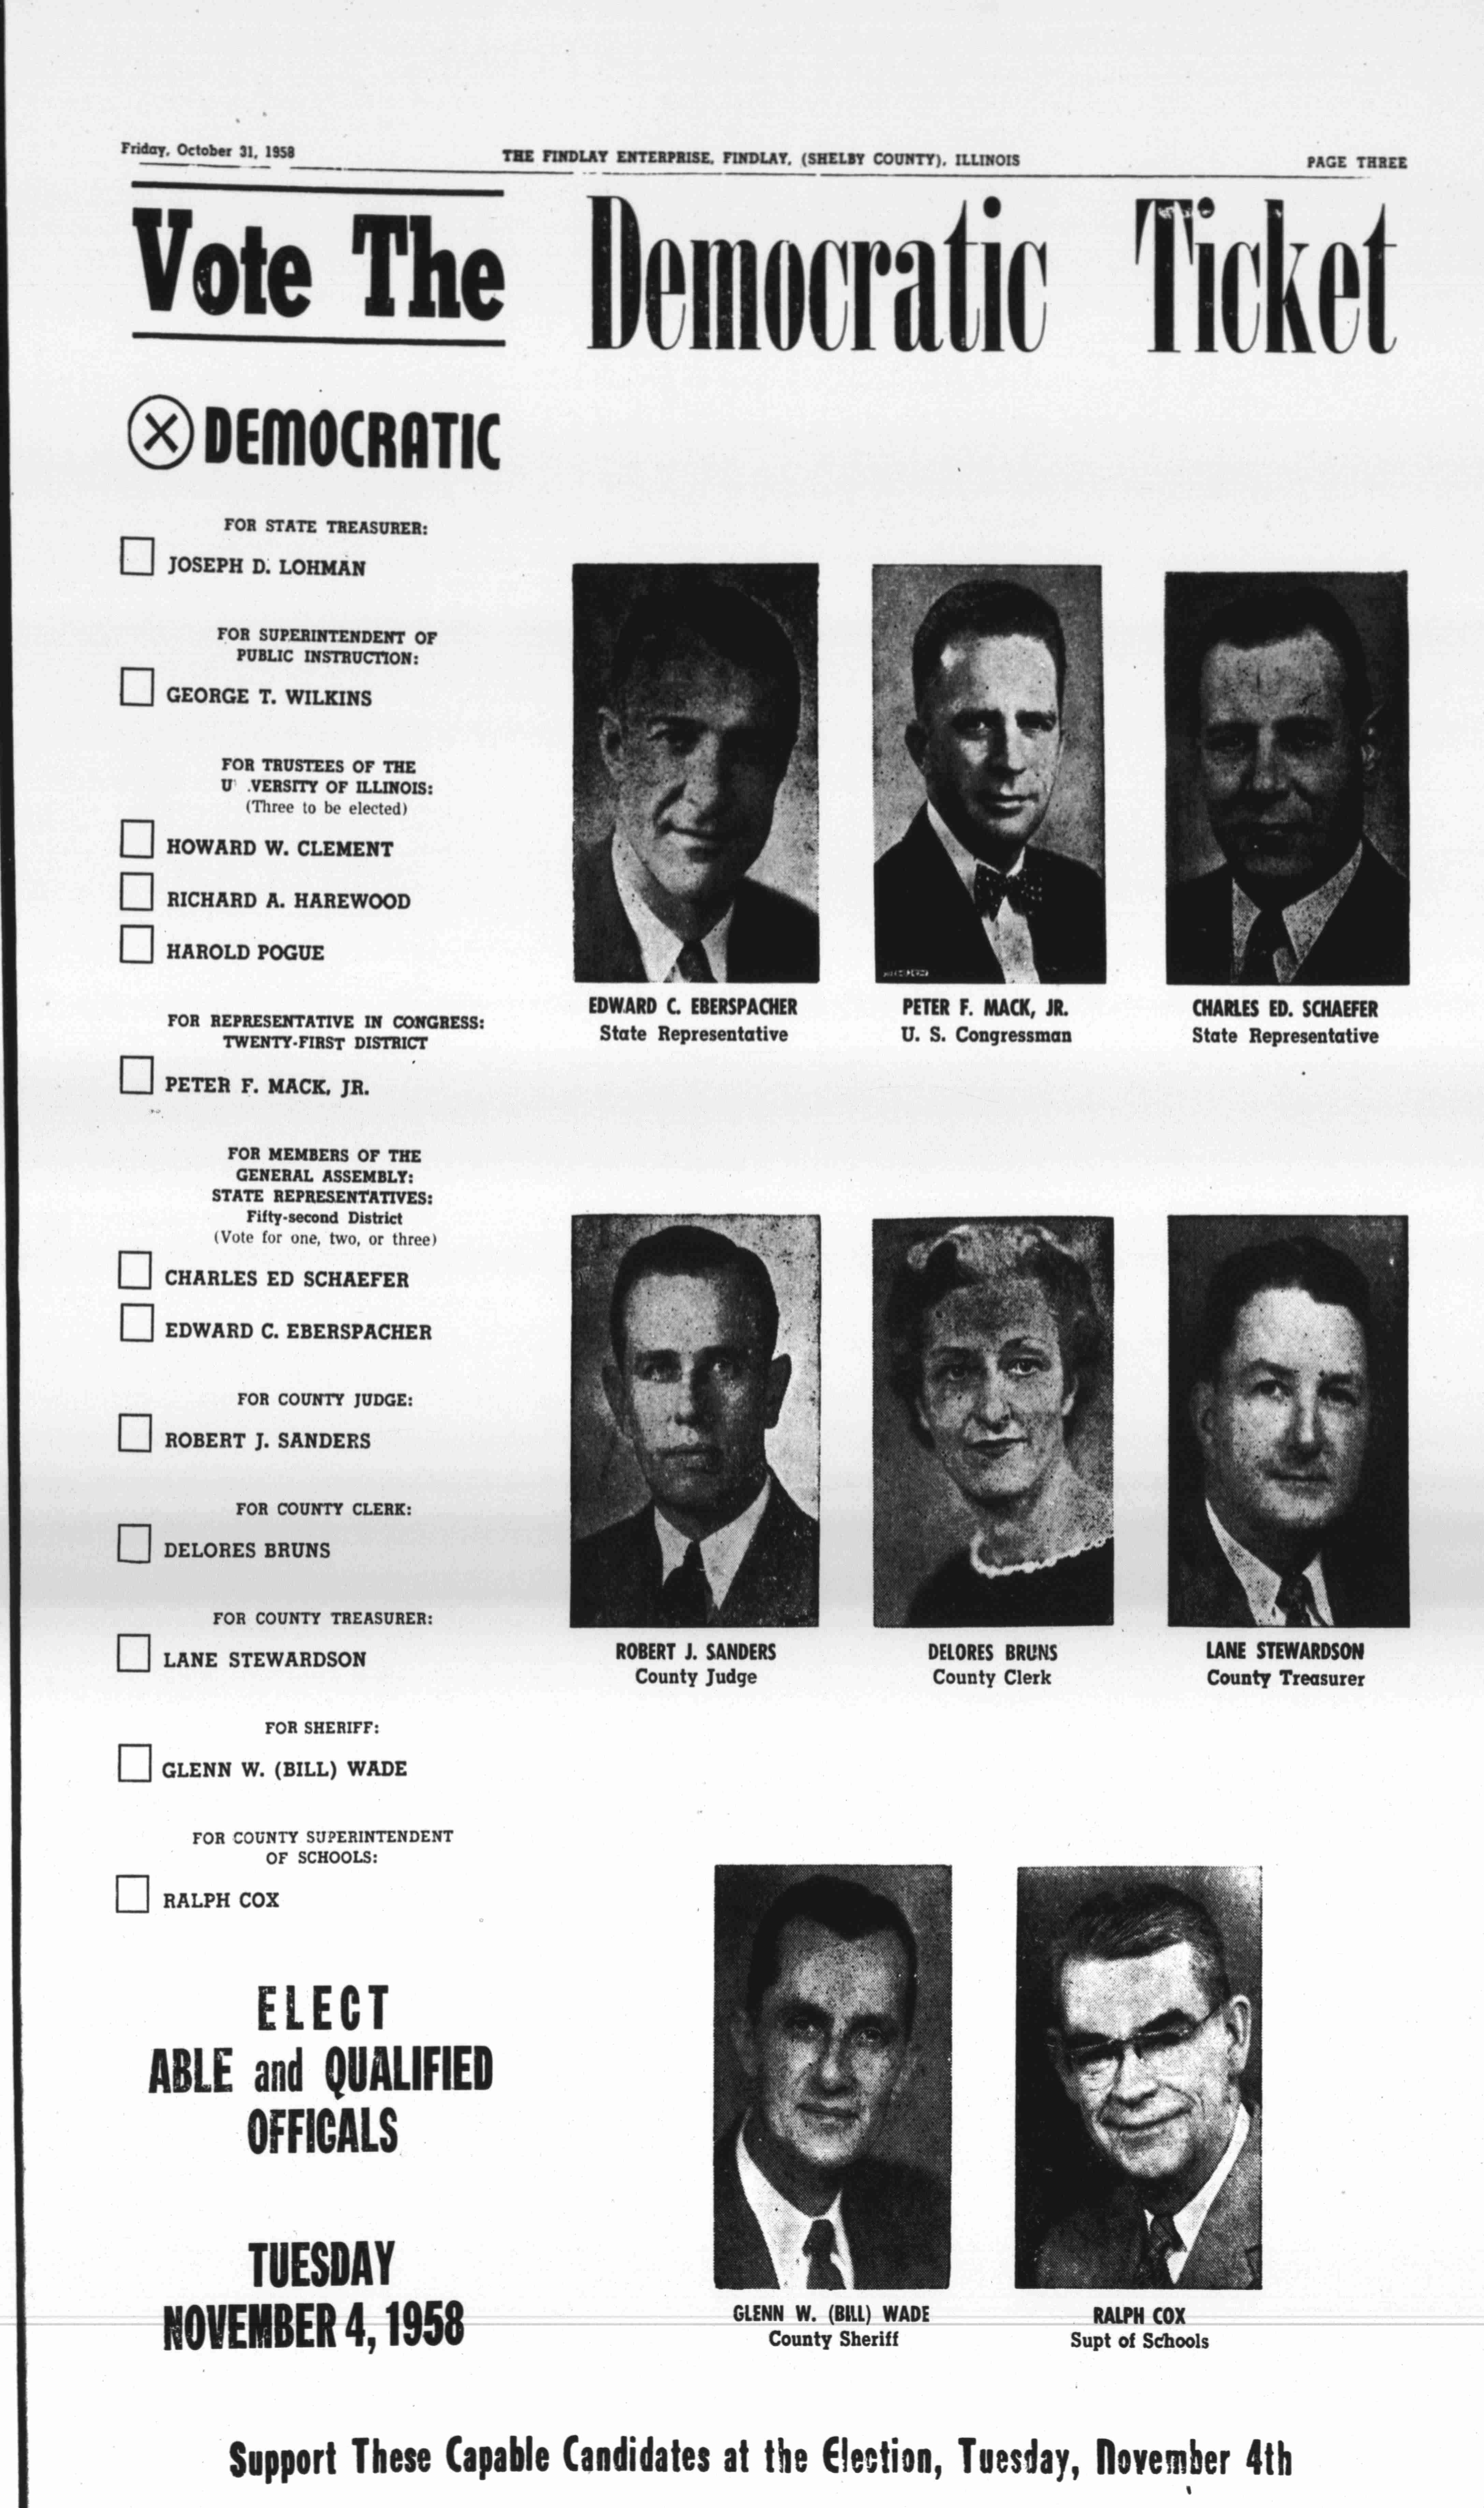 Friday, October 31, 1958
THE FINDLAY ENTERPRISE, FINDLAY, (SHELBY COUNTY), ILLINOIS
PAGE THREE
Vote The Democratic Ticket
DEMOCRATIC
FOR STATE TREASURER:
JOSEPH D. LOHMAN
FOR SUPERINTENDENT OF
PUBLIC INSTRUCTION:
GEORGE T. WILKINS
FOR TRUSTEES OF THE
U .VERSITY OF ILLINOIS:
(Three to be elected)
HOWARD W. CLEMENT
RICHARD A. HAREWOOD
HAROLD POGUE
FOR REPRESENTATIVE IN CONGRESS:
TWENTY-FIRST DISTRICT
PETER F. MACK, JR.
FOR MEMBERS OF THE
GENERAL ASSEMBLY:
STATE REPRESENTATIVES:
Fifty-second District
(Vote for one, two, or three)
CHARLES ED SCHAEFER
EDWARD C. EBERSPACHER
FOR COUNTY JUDGE:
ROBERT J. SANDERS
FOR COUNTY CLERK:
DELORES BRUNS
FOR COUNTY TREASURER:
LANE STEWARDSON
FOR SHERIFF:
GLENN W. (BILL) WADE
FOR COUNTY SUPERINTENDENT
OF SCHOOLS:
RALPH COX
ELECT
ABLE and QUALIFIED
OFFICALS
TUESDAY
NOVEMBER 4, 1958
EDWARD C. EBERSPACHER
State Representative
PETER F. MACK, JR.
U. S. Congressman
CHARLES ED. SCHAEFER
State Representative
ROBERT J. SANDERS
County Judge
DELORES BRUNS
County Clerk
LANE STEWARDSON
County Treasurer
GLENN W. (BILL) WADE
County Sheriff
RALPH COX
Supt of Schools
Support These Capable Candidates at the Election, Tuesday, November 4th